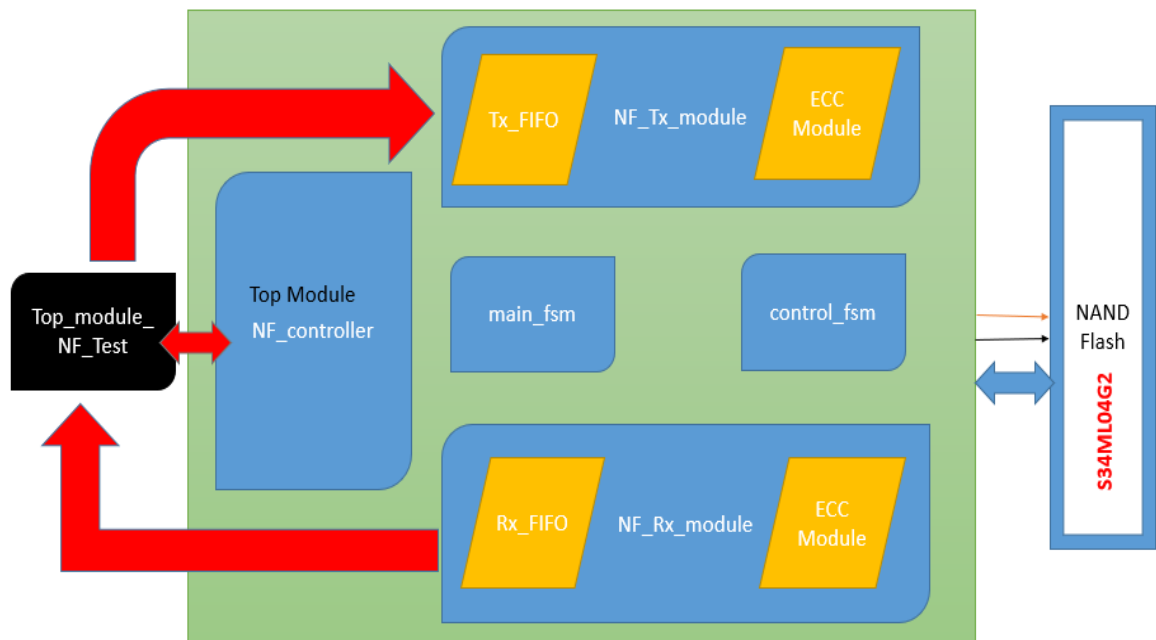 Tx_FIFO
NF_Tx_module
ECC
Module
Top_module_
NF_Test
Top Module
NF_controller
main_fsm
control_fsm
NAND
Flash
S34ML04G2
Rx_FIFO
NF_Rx_module
ECC
Module